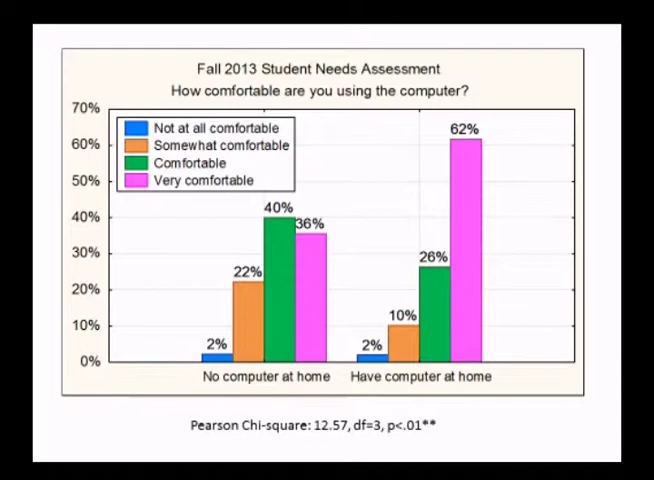 Fall 2013 Student Needs Assessment
How comfortable are you using the computer?
70%
60%
50%
40%
30%
20%
10%
0%
Not at all comfortable
Somewhat comfortable
Comfortable
Very comfortable
2%
22%
40%
36%
2%
10%
26%
62%
No computer at home
Have computer at home
Pearson Chi-square: 12.57, df=3, p<.01**